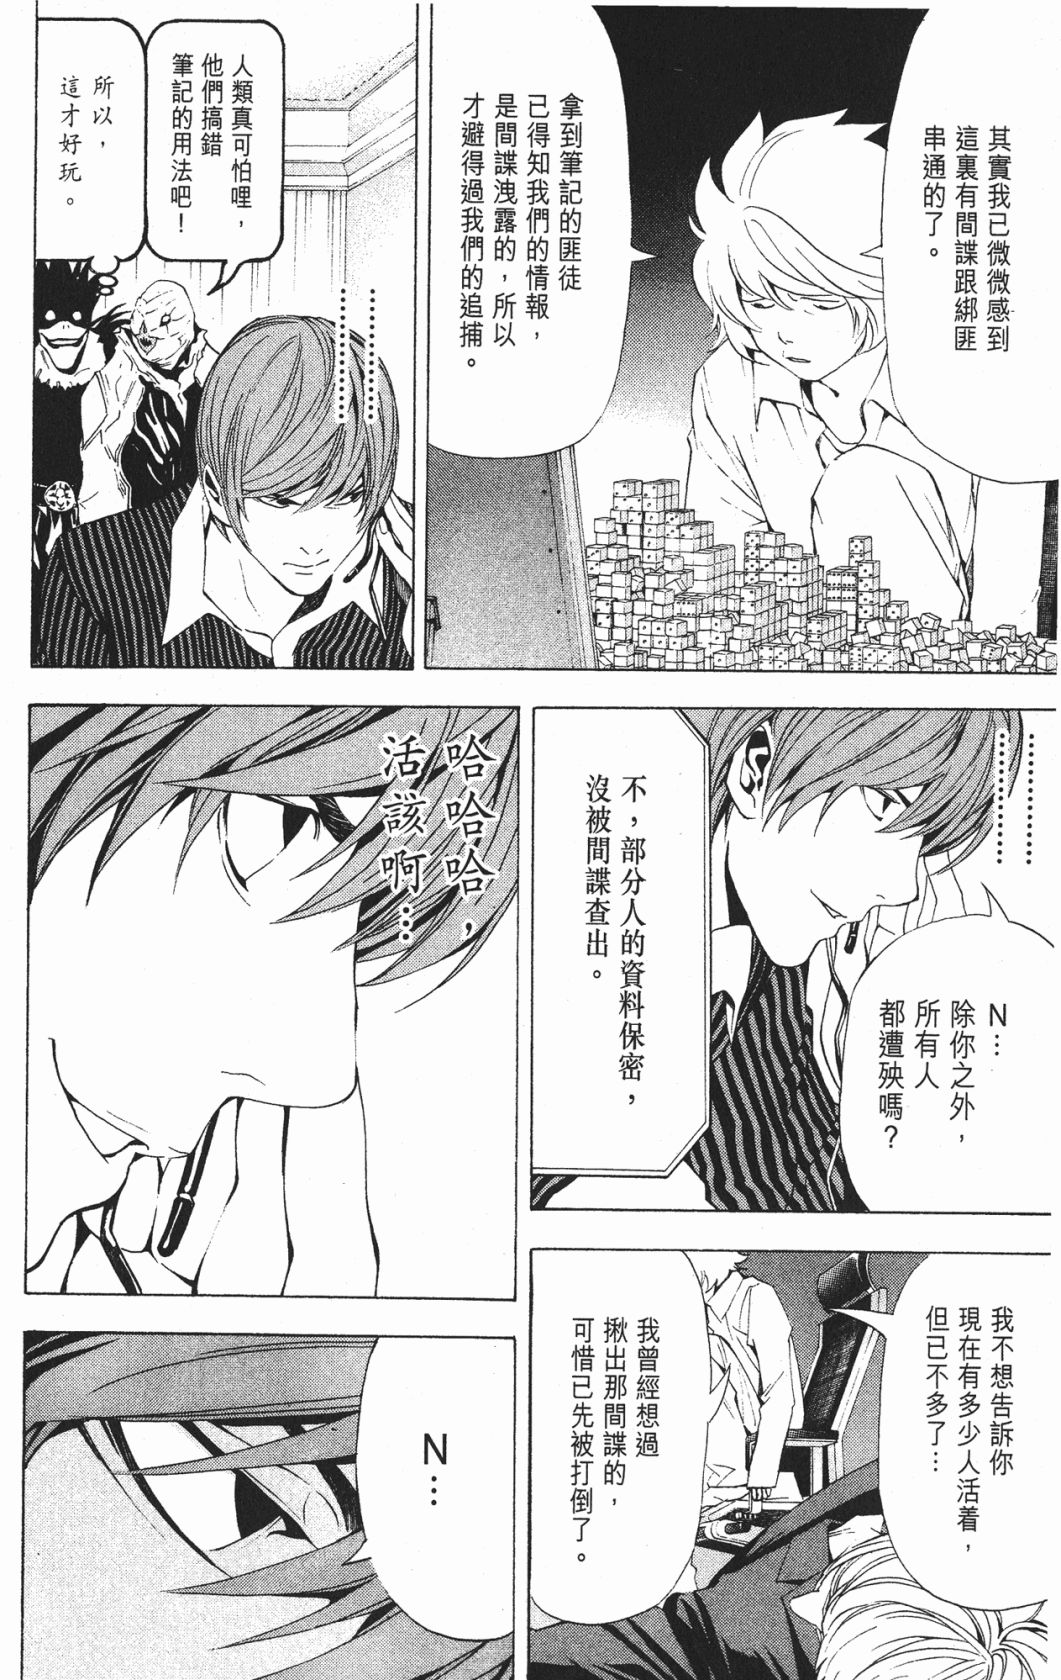 其實我已微微感到
這裏有間諜跟綁匪
串通的了。
拿到筆記的匪徒
已得知我們的情報，
是間諜洩露的，所以
才避得過我們的追捕。
……
……
人類真可怕哩，
他們搞錯
筆記的用法吧！
所以，
這才好玩。
……
……
N…
除你之外，
所有人
都遭殃嗎？
不，部分人的資料保密，
沒被間諜查出。
哈哈哈，
活該啊…
我不想告訴你
現在有多少人活着，
但已不多了…
我曾經想過
揪出那間諜的，
可惜已先被打倒了。
N…